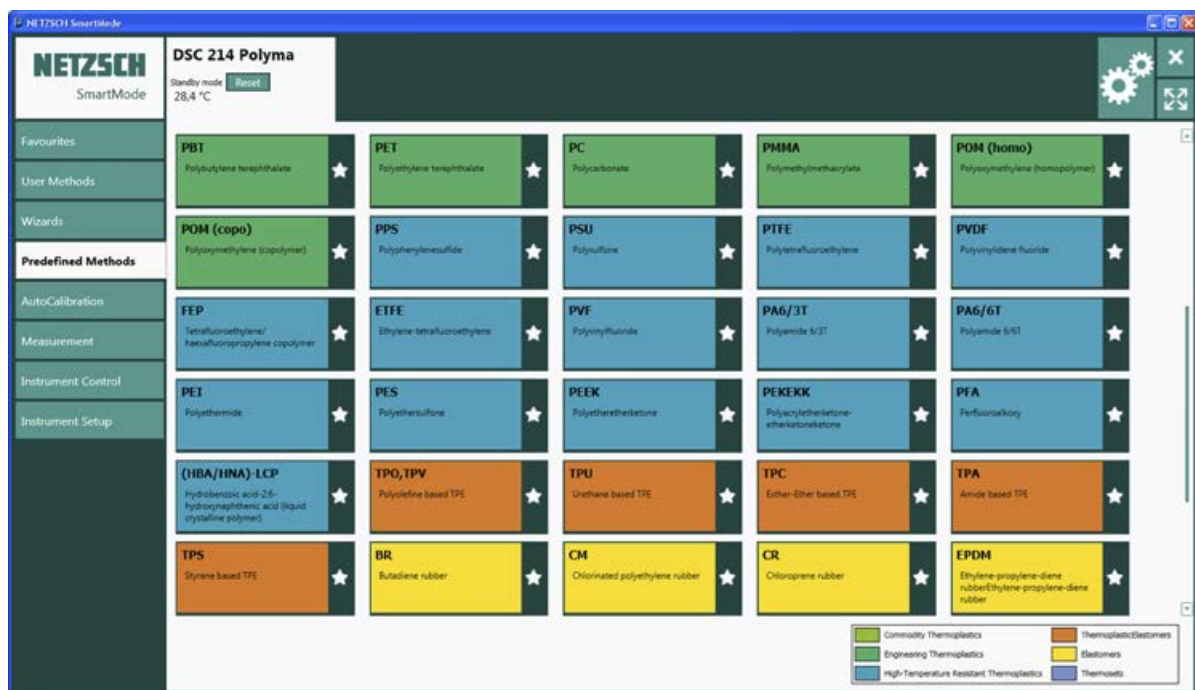 NETZSCH SmartMode
NETZSCH
SmartMode
DSC 214 Polyma
Standby mode Reset
28,4 °C
Favourites
User Methods
Wizards
Predefined Methods
AutoCalibration
Measurement
Instrument Control
Instrument Setup
PBT
Polybutylene terephthalate
PET
Polyethylene terephthalate
PC
Polycarbonate
PMMA
Polymethylmethacrylate
POM (homo)
Polyoxymethylene (homopolymer)
POM (copo)
Polyoxymethylene (copolymer)
PPS
Polyphenylenesulfide
PSU
Polysulfone
PTFE
Polytetrafluoroethylene
PVDF
Polyvinylidene fluoride
FEP
Tetrafluoroethylene/
haexafluoropropylene copolymer
ETFE
Ethylene-tetrafluoroethylene
PVF
Polyvinylfluoride
PA6/3T
Polyamide 6/3T
PA6/6T
Polyamide 6/6T
PEI
Polyethermide
PES
Polyethersulfone
PEEK
Polyetheretherketone
PEKEKK
Polyacryletherketone-
etherketoneketone
PFA
Perfluoroalkoxy
(HBA/HNA)-LCP
Hydrobenzoic acid-2,6-
hydroxynaphthenic acid (liquid
crystalline polymer)
TPO,TPV
Polyolefine based TPE
TPU
Urethane based TPE
TPC
Esther-Ether based TPE
TPA
Amide based TPE
TPS
Styrene based TPE
BR
Butadiene rubber
CM
Chlorinated polyethylene rubber
CR
Chloroprene rubber
EPDM
Ethylene-propylene-diene
rubberEthylene-propylene-diene
rubber
Commodity Thermoplastics
Engineering Thermoplastics
High-Temperature Resistant Thermoplastics
ThermoplasticElastomers
Elastomers
Thermosets